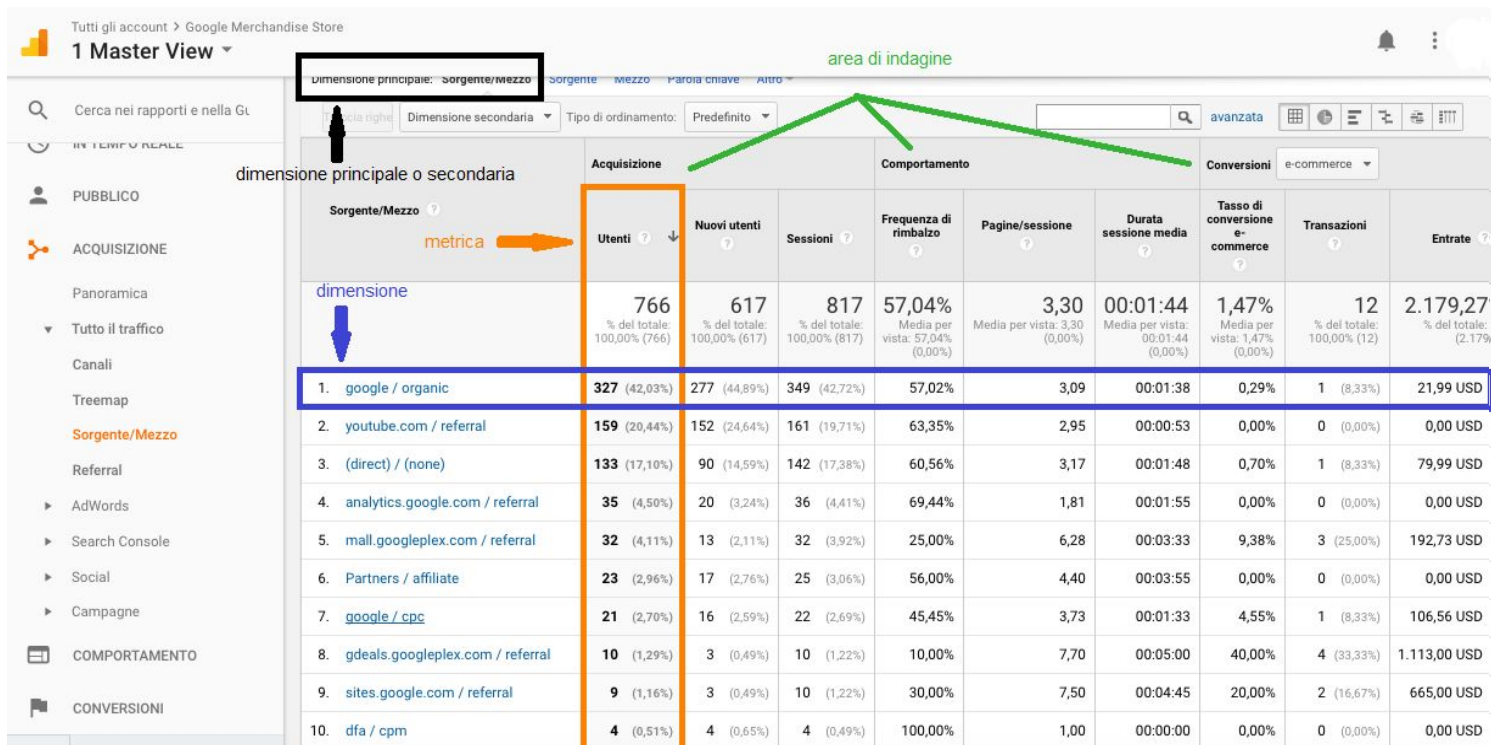 Tutti gli account > Google Merchandise Store
1 Master View
area di indagine
Dimensione principale: Sorgente/Mezzo Sorgente Mezzo Parola chiave Altro
Cerca nei rapporti e nella Gu
righe Dimensione secondaria Tipo di ordinamento: Predefinito avanzata
IN TEMPO REALE
dimensione principale o secondaria
Acquisizione Comportamento Conversioni e-commerce
PUBBLICO
Sorgente/Mezzo ? metrica Utenti ? Nuovi utenti ? Sessioni ? Frequenza di rimbalzo ? Pagine/sessione ? Durata sessione media ? Tasso di conversione e-commerce ? Transazioni ? Entrate ?
ACQUISIZIONE
Panoramica
Tutto il traffico
Canali
Treemap
Sorgente/Mezzo
Referral
AdWords
Search Console
Social
Campagne
COMPORTAMENTO
CONVERSIONI
dimensione
766 617 817 57,04% 3,30 00:01:44 1,47% 12 2.179,27
% del totale: 100,00% (766) % del totale: 100,00% (617) % del totale: 100,00% (817) Media per vista: 57,04% (0,00%) Media per vista: 3,30 (0,00%) Media per vista: 00:01:44 (0,00%) Media per vista: 1,47% (0,00%) % del totale: 100,00% (12) % del totale: (2.179,
1. google / organic 327 (42,03%) 277 (44,89%) 349 (42,72%) 57,02% 3,09 00:01:38 0,29% 1 (8,33%) 21,99 USD
2. youtube.com / referral 159 (20,44%) 152 (24,64%) 161 (19,71%) 63,35% 2,95 00:00:53 0,00% 0 (0,00%) 0,00 USD
3. (direct) / (none) 133 (17,10%) 90 (14,59%) 142 (17,38%) 60,56% 3,17 00:01:48 0,70% 1 (8,33%) 79,99 USD
4. analytics.google.com / referral 35 (4,50%) 20 (3,24%) 36 (4,41%) 69,44% 1,81 00:01:55 0,00% 0 (0,00%) 0,00 USD
5. mall.googleplex.com / referral 32 (4,11%) 13 (2,11%) 32 (3,92%) 25,00% 6,28 00:03:33 9,38% 3 (25,00%) 192,73 USD
6. Partners / affiliate 23 (2,96%) 17 (2,76%) 25 (3,06%) 56,00% 4,40 00:03:55 0,00% 0 (0,00%) 0,00 USD
7. google / cpc 21 (2,70%) 16 (2,59%) 22 (2,69%) 45,45% 3,73 00:01:33 4,55% 1 (8,33%) 106,56 USD
8. gdeals.googleplex.com / referral 10 (1,29%) 3 (0,49%) 10 (1,22%) 10,00% 7,70 00:05:00 40,00% 4 (33,33%) 1.113,00 USD
9. sites.google.com / referral 9 (1,16%) 3 (0,49%) 10 (1,22%) 30,00% 7,50 00:04:45 20,00% 2 (16,67%) 665,00 USD
10. dfa / cpm 4 (0,51%) 4 (0,65%) 4 (0,49%) 100,00% 1,00 00:00:00 0,00% 0 (0,00%) 0,00 USD